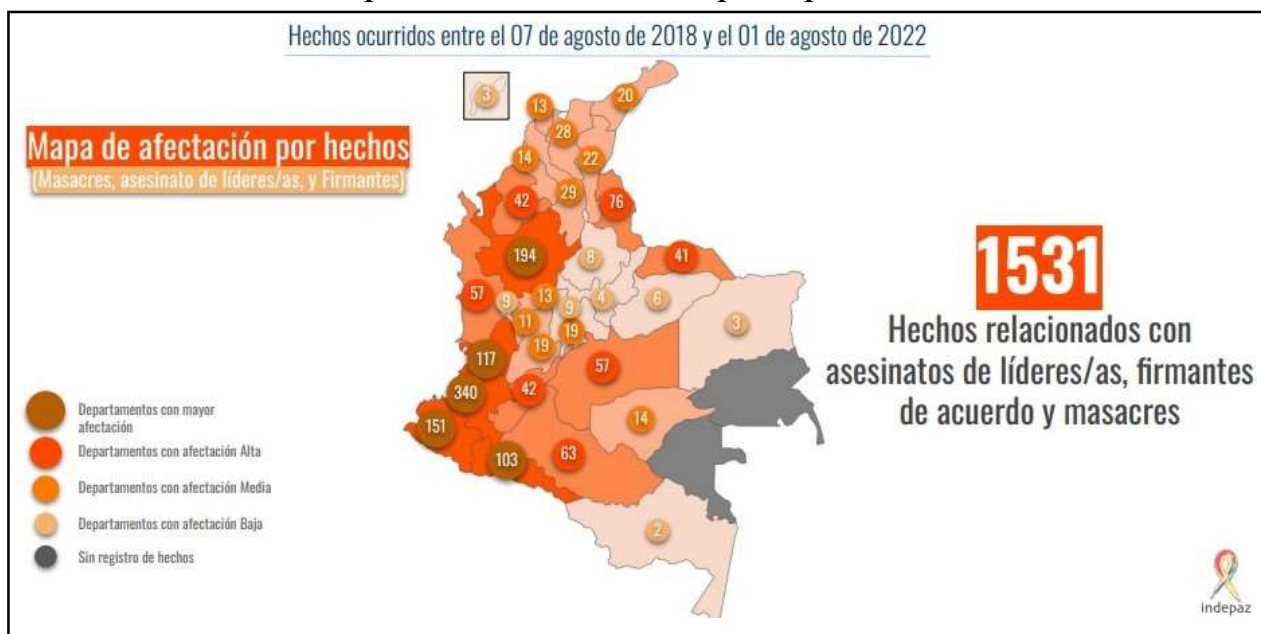 Hechos ocurridos entre el 07 de agosto de 2018 y el 01 de agosto de 2022
Mapa de afectación por hechos
(Masacres, asesinato de líderes/as, y Firmantes)
3
13
20
28
14
22
29
42
76
194
8
41
57
9
13
9
4
6
3
11
19
19
117
57
340
42
151
14
103
63
2
1531
Hechos relacionados con
asesinatos de líderes/as, firmantes
de acuerdo y masacres
Departamentos con mayor
afectación
Departamentos con afectación Alta
Departamentos con afectación Media
Departamentos con afectación Baja
Sin registro de hechos
indepaz